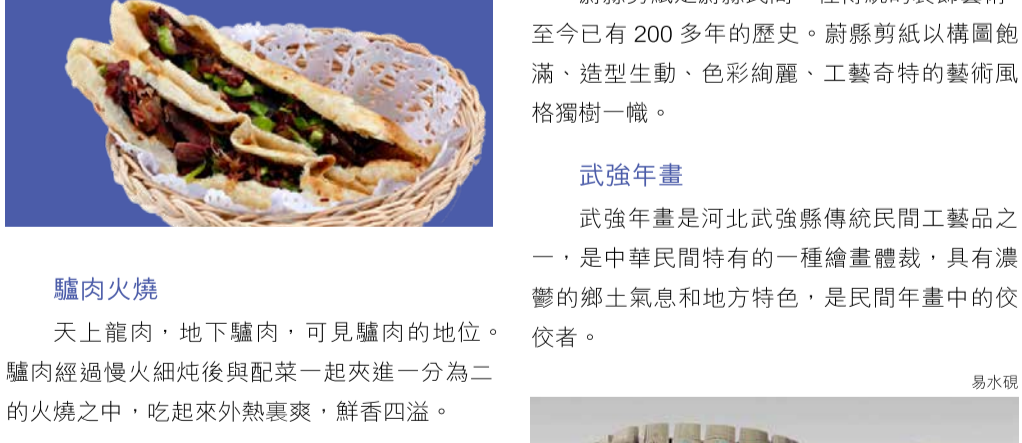 驢肉火燒
天上龍肉，地下驢肉，可見驢肉的地位。
驢肉經過慢火細炖後與配菜一起夾進一分為二
的火燒之中，吃起來外熱裏爽，鮮香四溢。
至今已有 200 多年的歷史。蔚縣剪紙以構圖飽
滿、造型生動、色彩絢麗、工藝奇特的藝術風
格獨樹一幟。
武強年畫
武強年畫是河北武強縣傳統民間工藝品之
一，是中華民間特有的一種繪畫體裁，具有濃
鬱的鄉土氣息和地方特色，是民間年畫中的佼
佼者。
易水硯